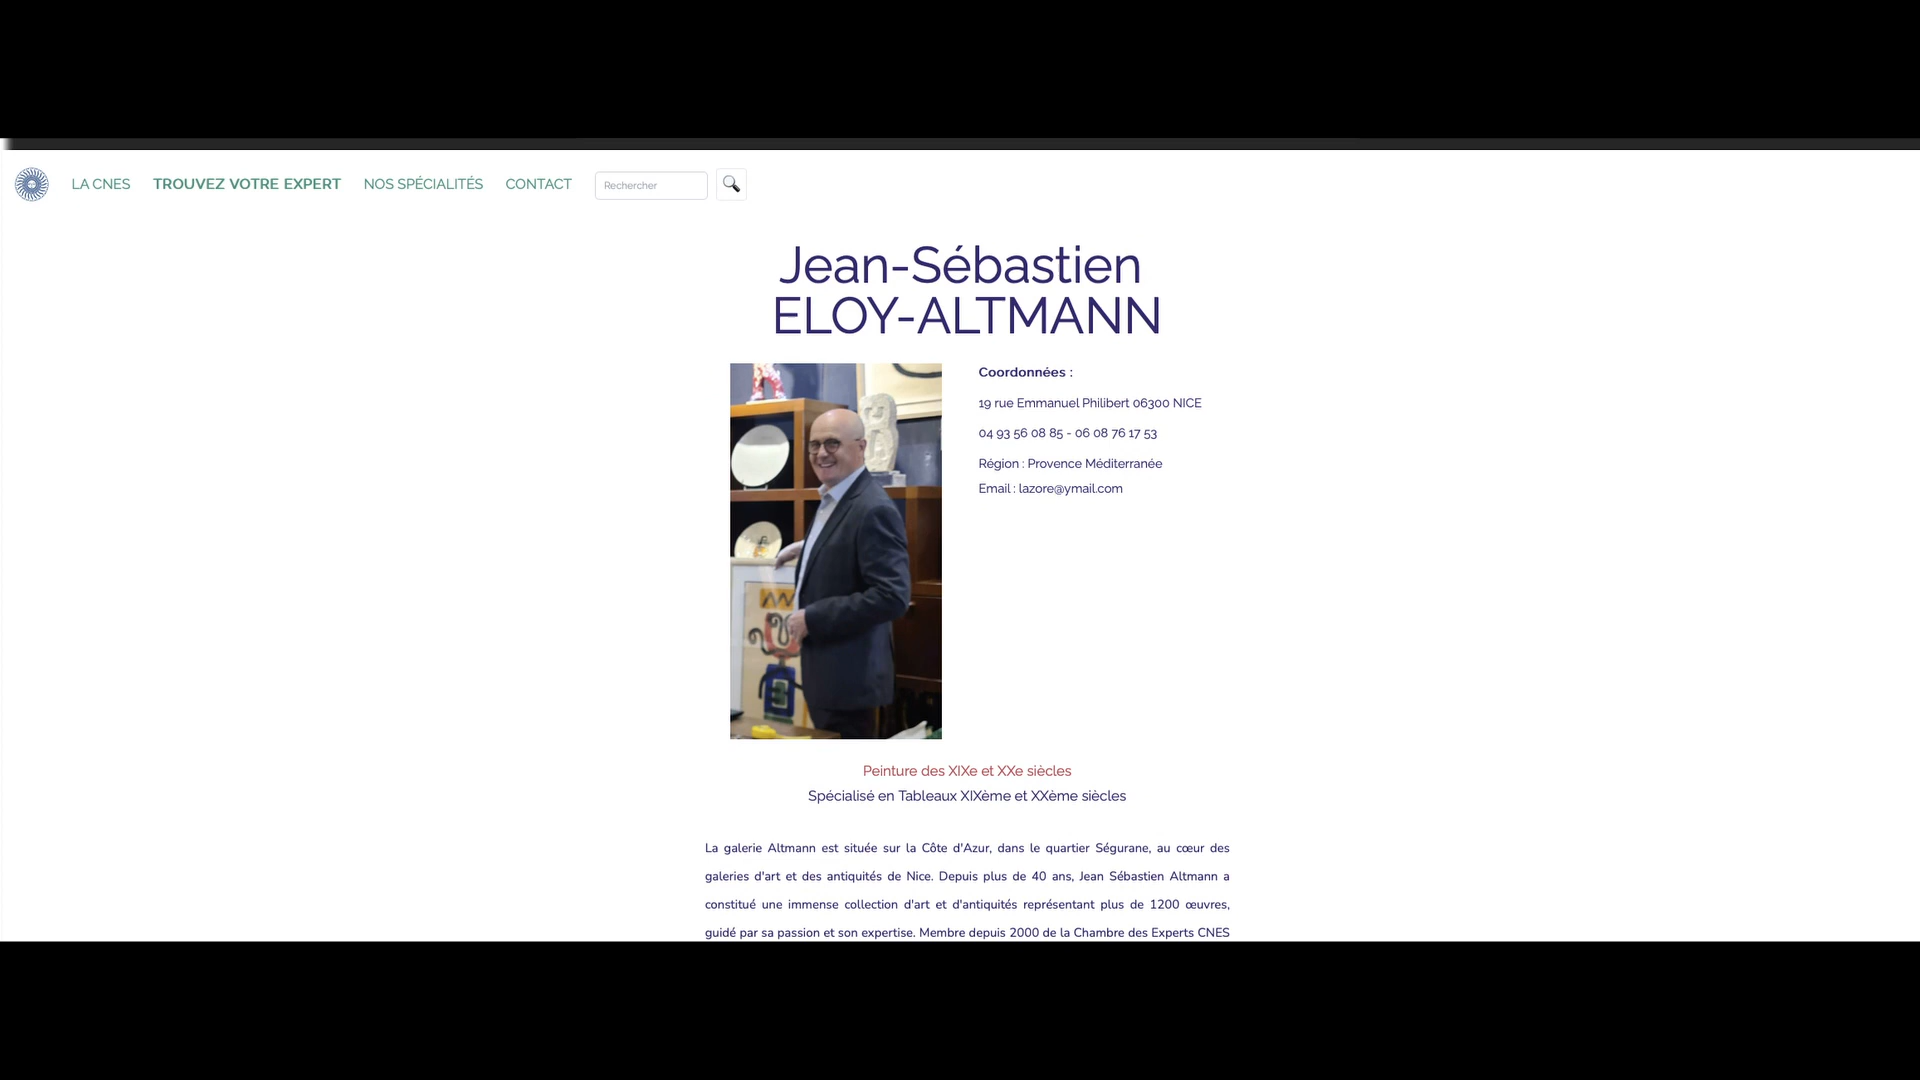 LA CNES TROUVEZ VOTRE EXPERT NOS SPÉCIALITÉS CONTACT Rechercher
Jean-Sébastien
ELOY-ALTMANN
Coordonnées :
19 rue Emmanuel Philibert 06300 NICE
04 93 56 08 85 - 06 08 76 17 53
Région : Provence Méditerranée
Email : lazore@ymail.com
Peinture des XIXe et XXe siècles
Spécialisé en Tableaux XIXème et XXème siècles
La galerie Altmann est située sur la Côte d'Azur, dans le quartier Ségurane, au cœur des
galeries d'art et des antiquités de Nice. Depuis plus de 40 ans, Jean Sébastien Altmann a
constitué une immense collection d'art et d'antiquités représentant plus de 1200 œuvres,
guidé par sa passion et son expertise. Membre depuis 2000 de la Chambre des Experts CNES